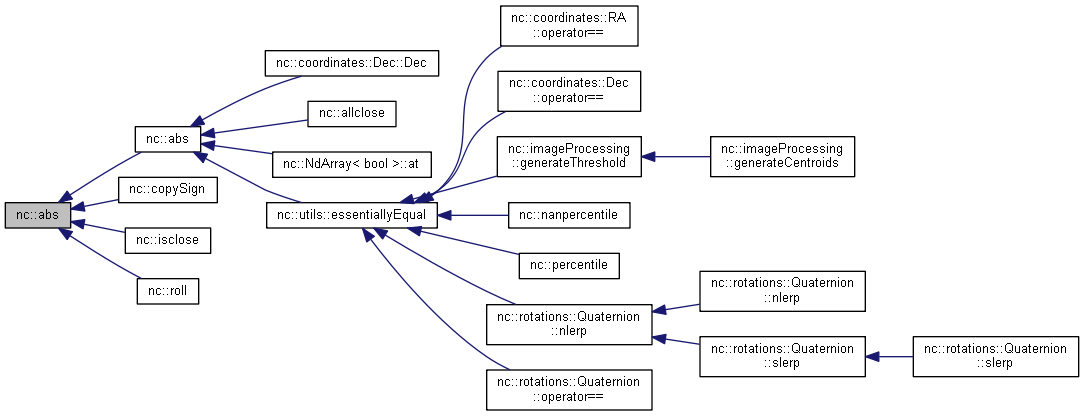 nc::coordinates::RA
::operator==
nc::coordinates::Dec::Dec
nc::coordinates::Dec
::operator==
nc::allclose
nc::abs
nc::imageProcessing
::generateThreshold
nc::imageProcessing
::generateCentroids
nc::NdArray< bool >::at
nc::copySign
nc::abs
nc::utils::essentiallyEqual
nc::nanpercentile
nc::isclose
nc::percentile
nc::roll
nc::rotations::Quaternion
::nlerp
nc::rotations::Quaternion
::nlerp
nc::rotations::Quaternion
::slerp
nc::rotations::Quaternion
::slerp
nc::rotations::Quaternion
::operator==